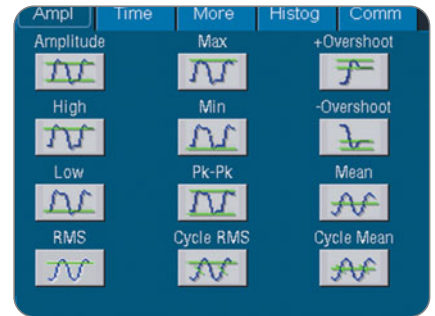 Ampl Time More Histog Comm
Amplitude Max +Overshoot
High Min -Overshoot
Low Pk-Pk Mean
RMS Cycle RMS Cycle Mean